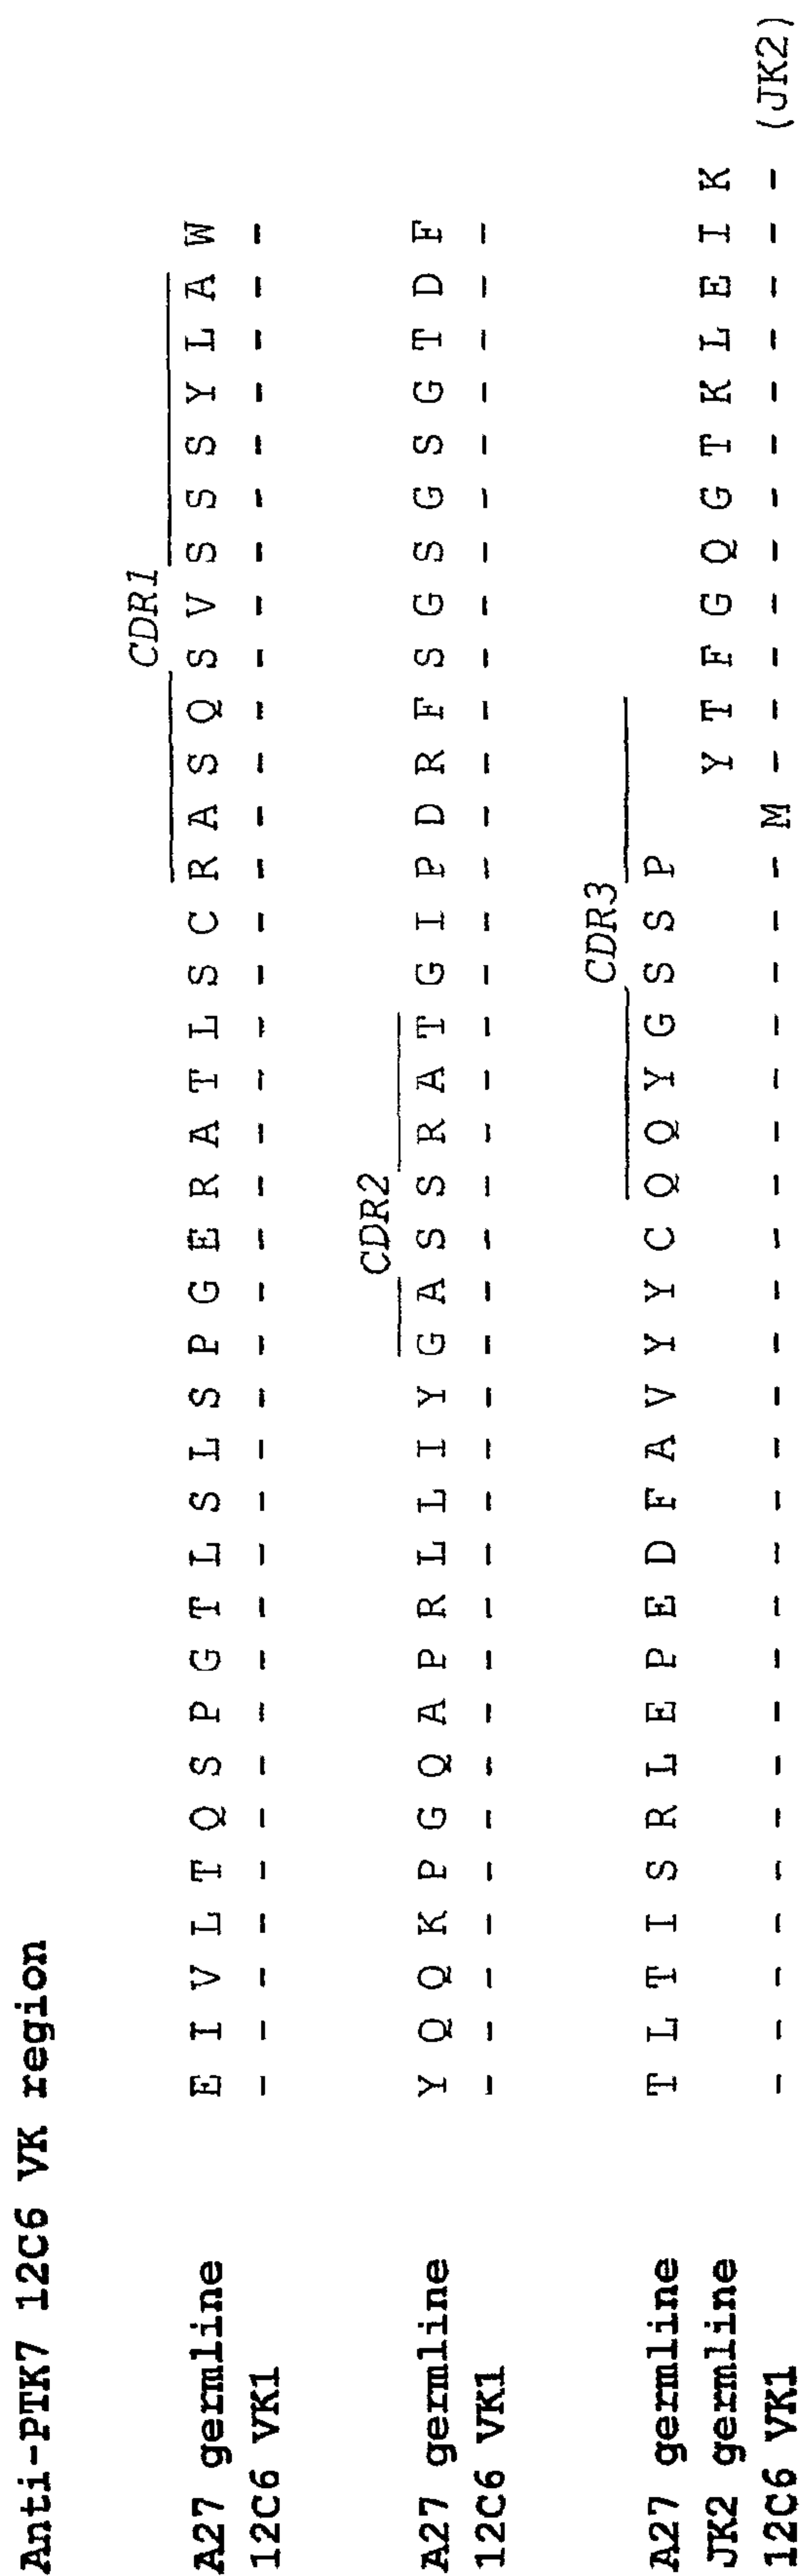 Anti-PTK7 12C6 VK region
CDR1
A27 germline E I V L T Q S P G T L S L S P G E R A T L S C R A S Q S V S S S Y L A W
12C6 VK1 - - - - - - - - - - - - - - - - - - - - - - - - - - - - - - - - - - - -
CDR2
A27 germline Y Q Q K P G Q A P R L L I Y G A S S R A T G I P D R F S G S G S G T D F
12C6 VK1 - - - - - - - - - - - - - - - - - - - - - - - - - - - - - - - - - - - -
CDR3
A27 germline T L T I S R L E P E D F A V Y Y C Q Q Y G S S P
JK2 germline Y T F G Q G T K L E I K
12C6 VK1 - - - - - - - - - - - - - - - - - - - - - - - - M - - - - - - - - - - - - (JK2)